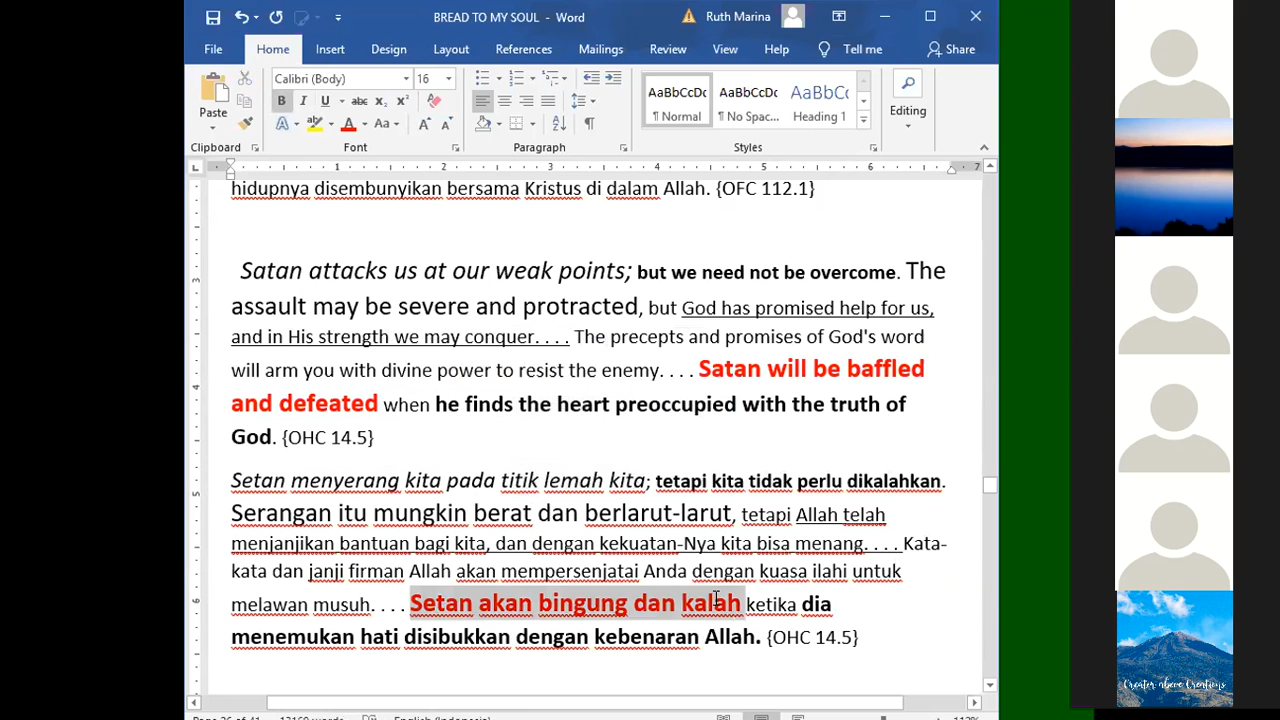 BREAD TO MY SOUL - Word
Ruth Marina
File Home Insert Design Layout References Mailings Review View Help Tell me Share
Calibri (Body) 16
AaBbCcDc AaBbCcDc AaBbC
Paste
B I U abc x₂ x²
¶ Normal ¶ No Spac... Heading 1
Editing
Clipboard Font Paragraph Styles
hidupnya disembunyikan bersama Kristus di dalam Allah. {OFC 112.1}
Satan attacks us at our weak points; but we need not be overcome. The
assault may be severe and protracted, but God has promised help for us,
and in His strength we may conquer. . . . The precepts and promises of God's word
will arm you with divine power to resist the enemy. . . . Satan will be baffled
and defeated when he finds the heart preoccupied with the truth of
God. {OHC 14.5}
Setan menyerang kita pada titik lemah kita; tetapi kita tidak perlu dikalahkan.
Serangan itu mungkin berat dan berlarut-larut, tetapi Allah telah
menjanjikan bantuan bagi kita, dan dengan kekuatan-Nya kita bisa menang. . . . Kata-
kata dan janji firman Allah akan mempersenjatai Anda dengan kuasa ilahi untuk
melawan musuh. . . . Setan akan bingung dan kalah ketika dia
menemukan hati disibukkan dengan kebenaran Allah. {OHC 14.5}
Creator above Creations